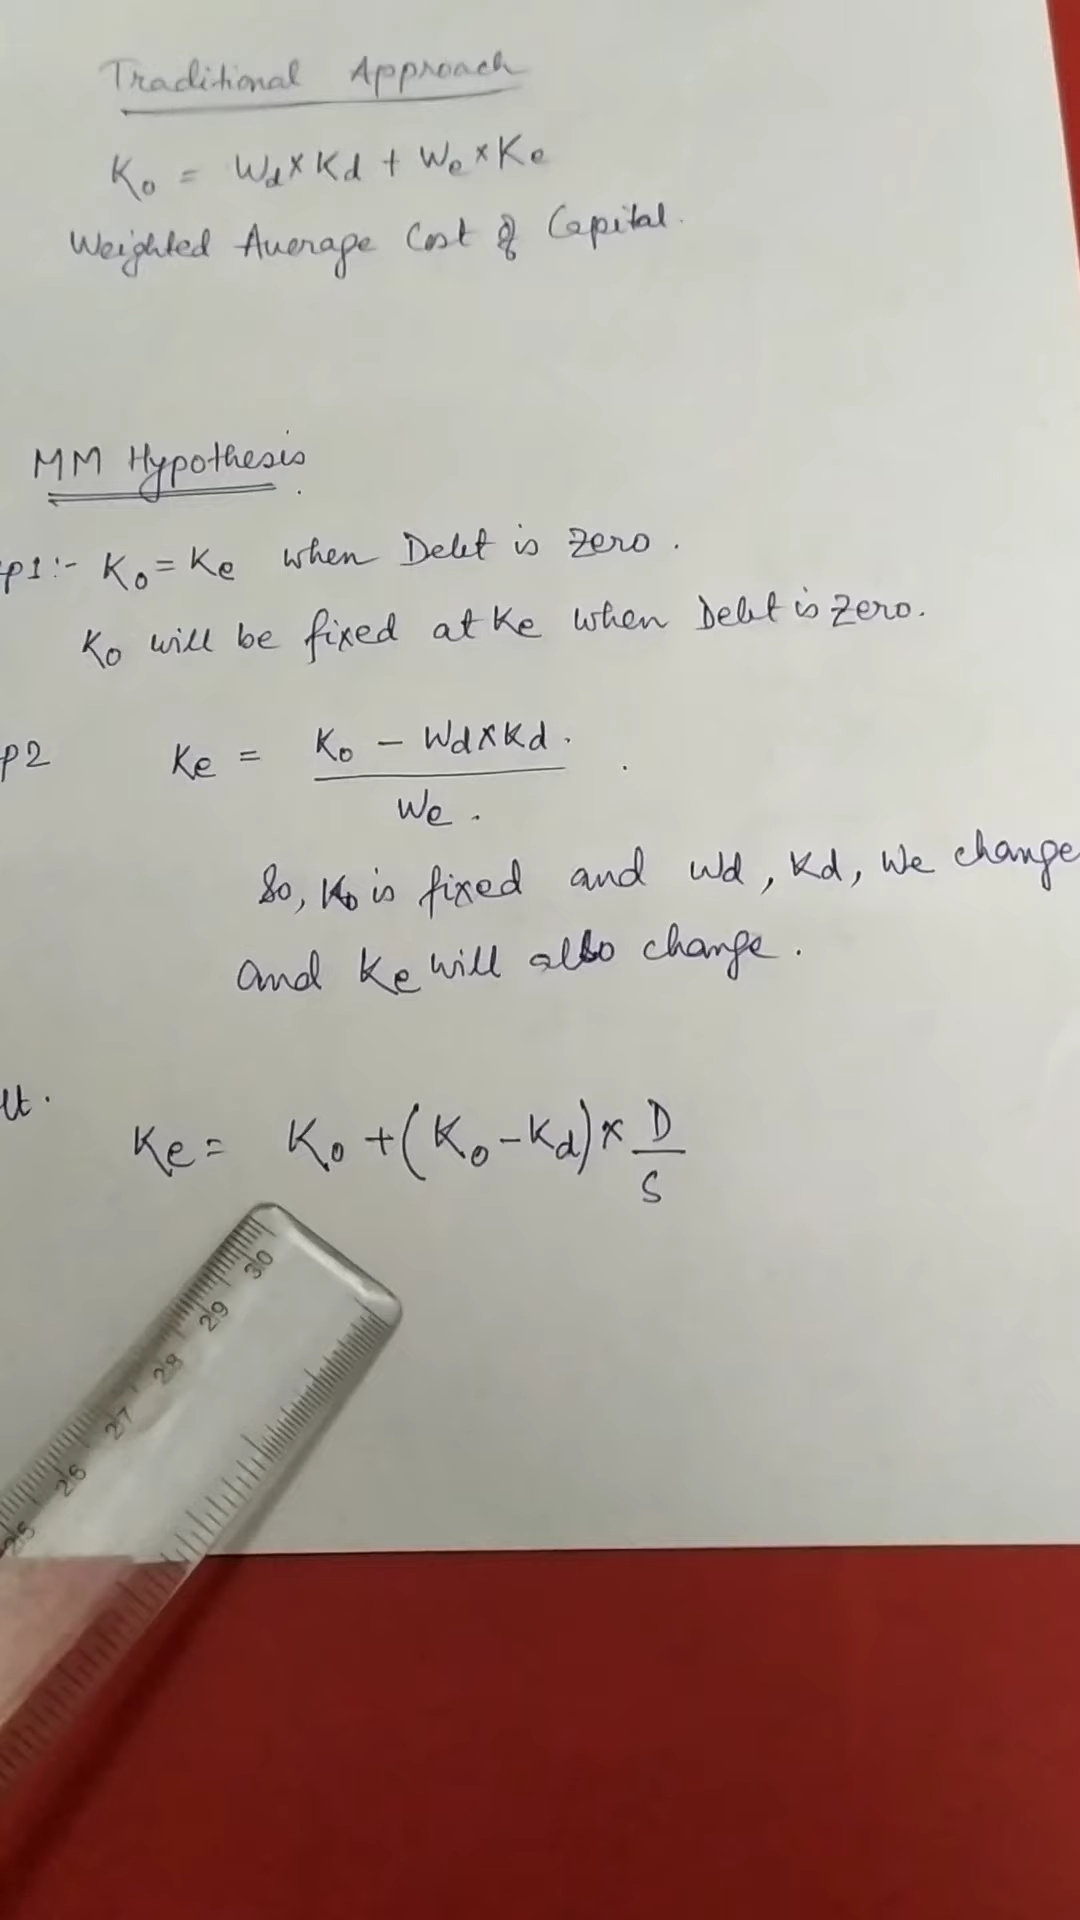 Traditional Approach
Ko = Wd x Kd + We x Ke
Weighted Average Cost of Capital.
MM Hypothesis
p1:- Ko = Ke when Debt is zero.
Ko will be fixed at Ke when Debt is zero.
p2 Ke = Ko - Wd x Kd.
We.
So, Ko is fixed and Wd, Kd, We change
and Ke will also change.
lt.
Ke = Ko + (Ko - Kd) x D
S
30
29
28
27
26
25